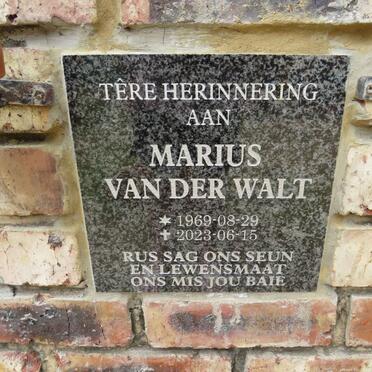 TÊRE HERINNERING
AAN
MARIUS
VAN DER WALT
✶ 1969-08-29
✝ 2023-06-15
RUS SAG ONS SEUN
EN LEWENSMAAT
ONS MIS JOU BAIE